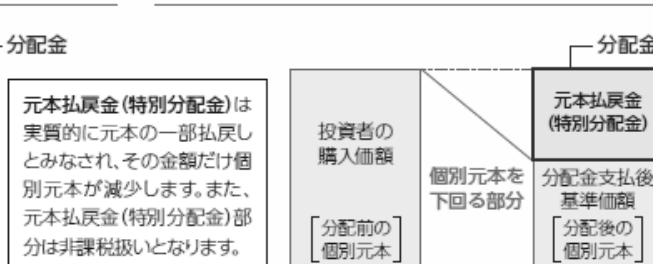 分配金
元本払戻金(特別分配金)は
実質的に元本の一部払戻し
とみなされ、その金額だけ個
別元本が減少します。また、
元本払戻金(特別分配金)部
分は非課税扱いとなります。
投資者の
購入価額
分配前の
個別元本
個別元本を
下回る部分
分配金
元本払戻金
(特別分配金)
分配金支払後
基準価額
分配後の
個別元本